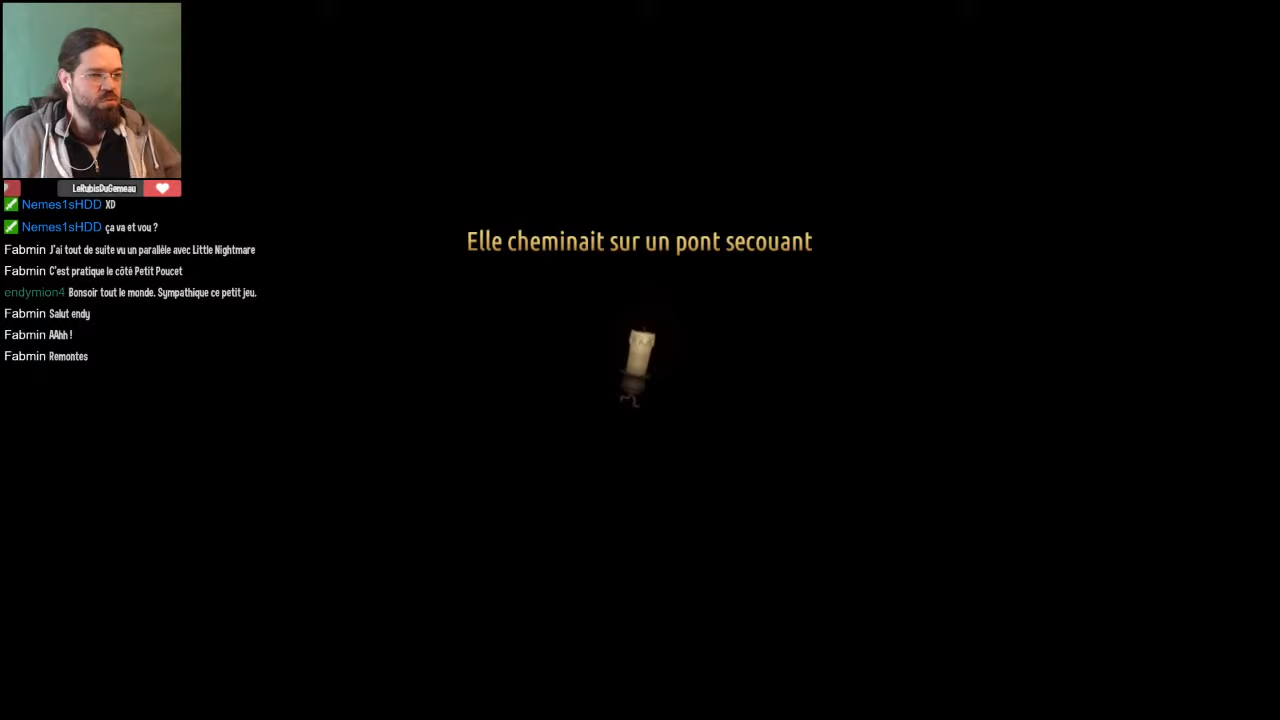 LeRubisDuGemeau
Nemes1sHDD XD
Nemes1sHDD ça va et vou ?
Fabmin J'ai tout de suite vu un parallèle avec Little Nightmare
Fabmin C'est pratique le côté Petit Poucet
endymion4 Bonsoir tout le monde. Sympathique ce petit jeu.
Fabmin Salut endy
Fabmin AAhh !
Fabmin Remontes
Elle cheminait sur un pont secouant